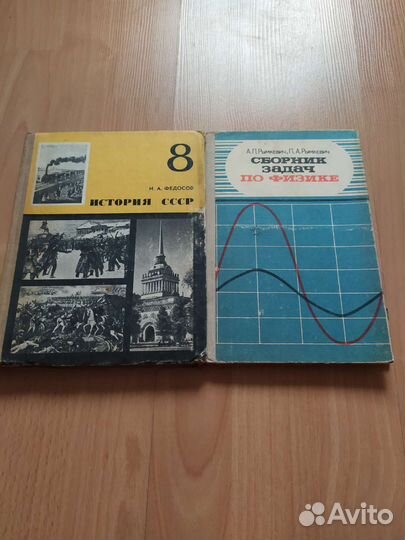 8
И. А. ФЕДОСОВ
ИСТОРИЯ СССР
А. П. Рымкевич, П. А. Рымкевич
СБОРНИК
ЗАДАЧ
ПО ФИЗИКЕ
Avito